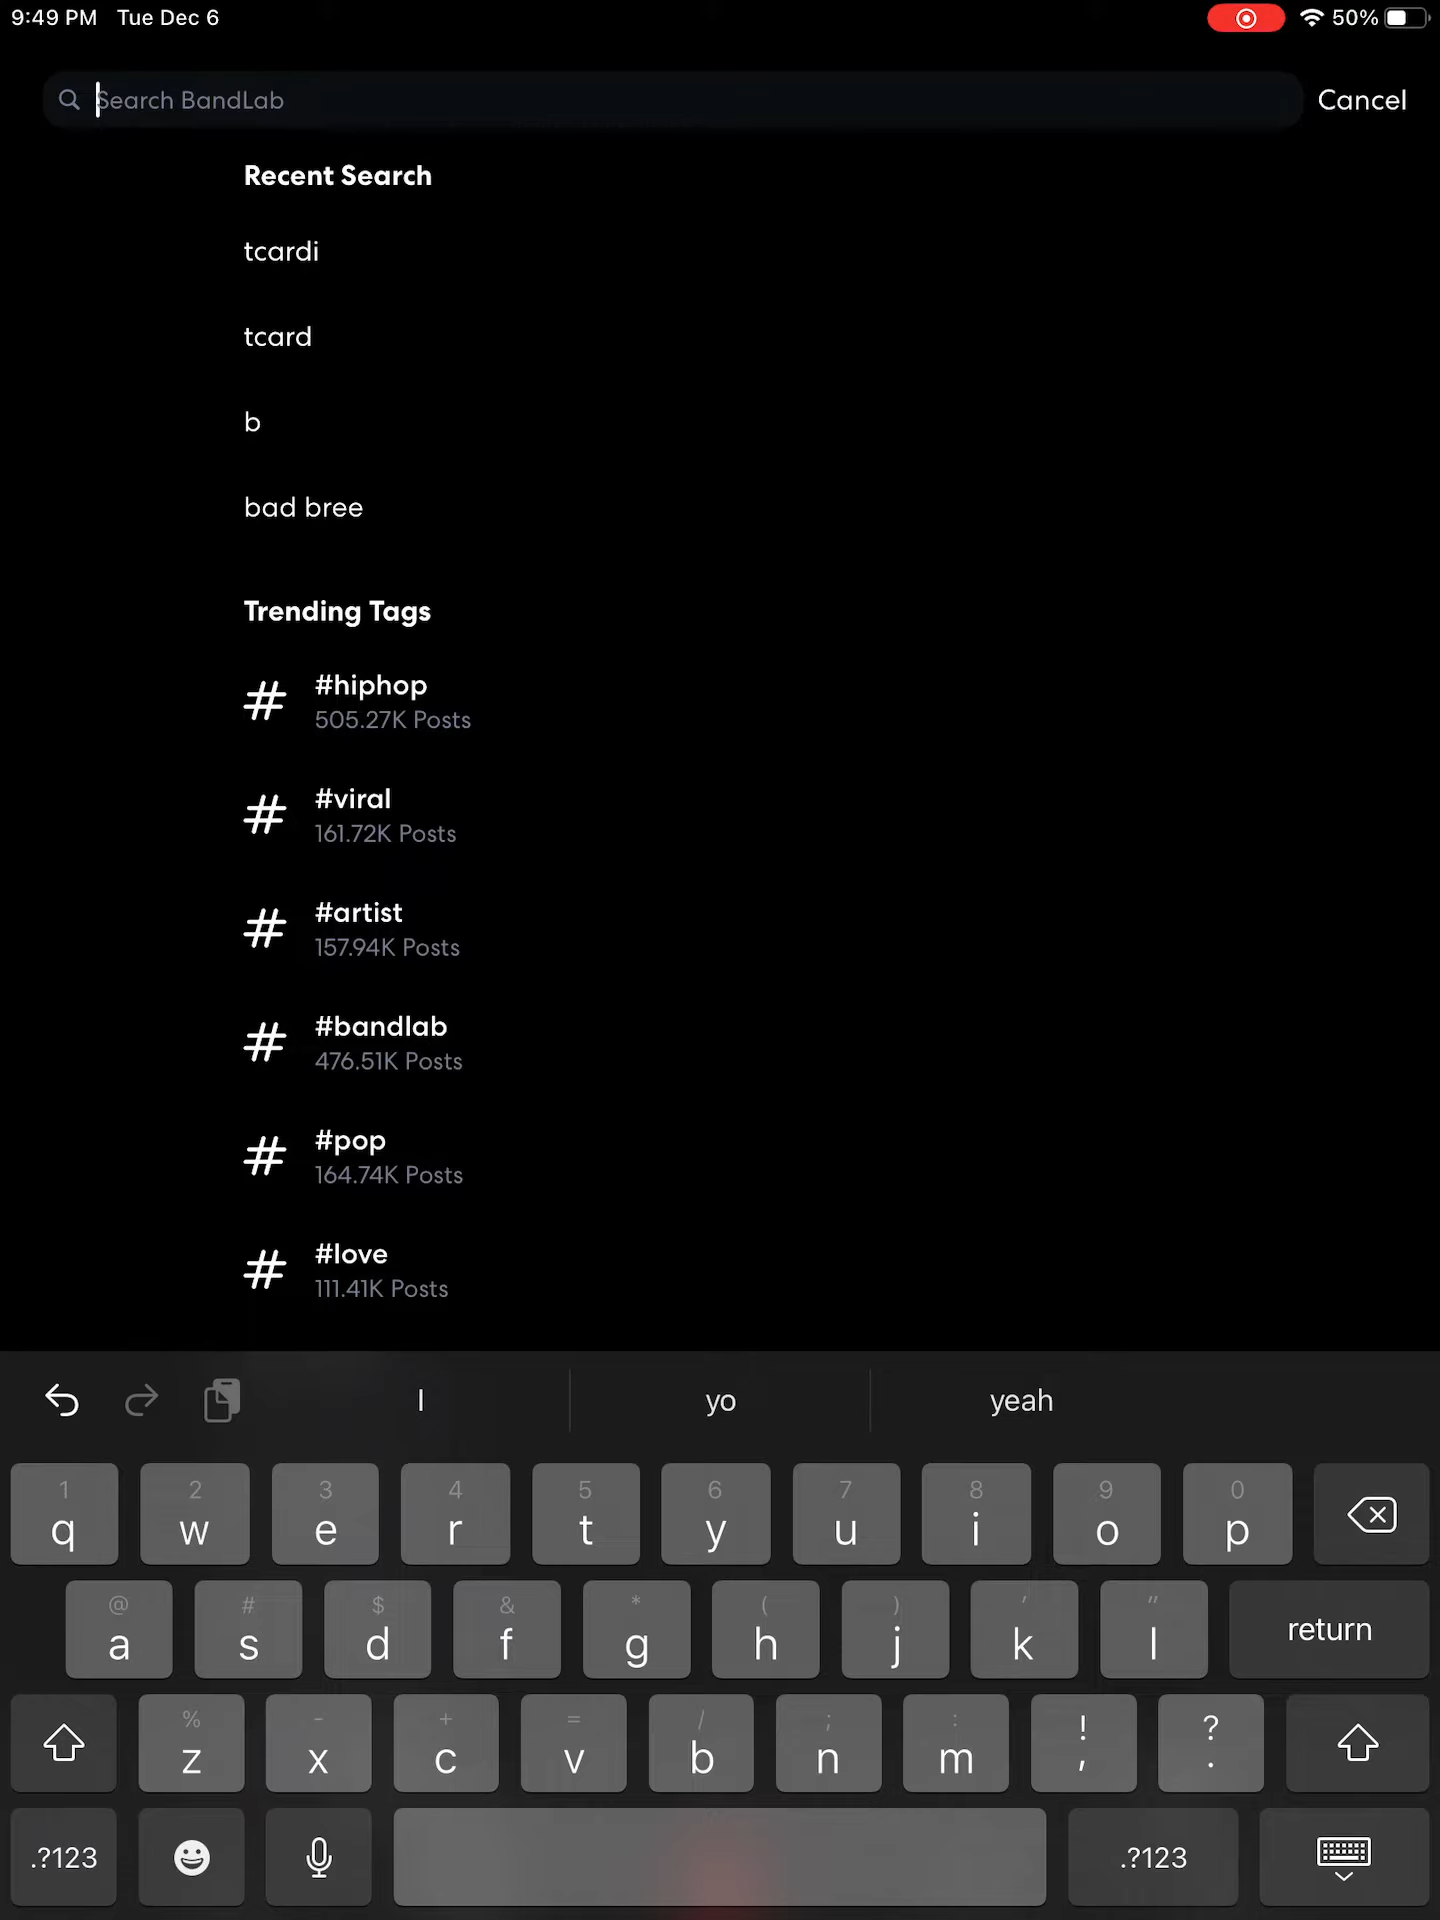 9:49 PM Tue Dec 6
50%
Search BandLab
Cancel
Recent Search
tcardi
tcard
b
bad bree
Trending Tags
#hiphop
505.27K Posts
#viral
161.72K Posts
#artist
157.94K Posts
#bandlab
476.51K Posts
#pop
164.74K Posts
#love
111.41K Posts
I yo yeah
1 2 3 4 5 6 7 8 9 0
q w e r t y u i o p
@ # $ & * ( ) ' "
a s d f g h j k l return
% - + = / ; : ! ?
z x c v b n m , .
.?123 .?123